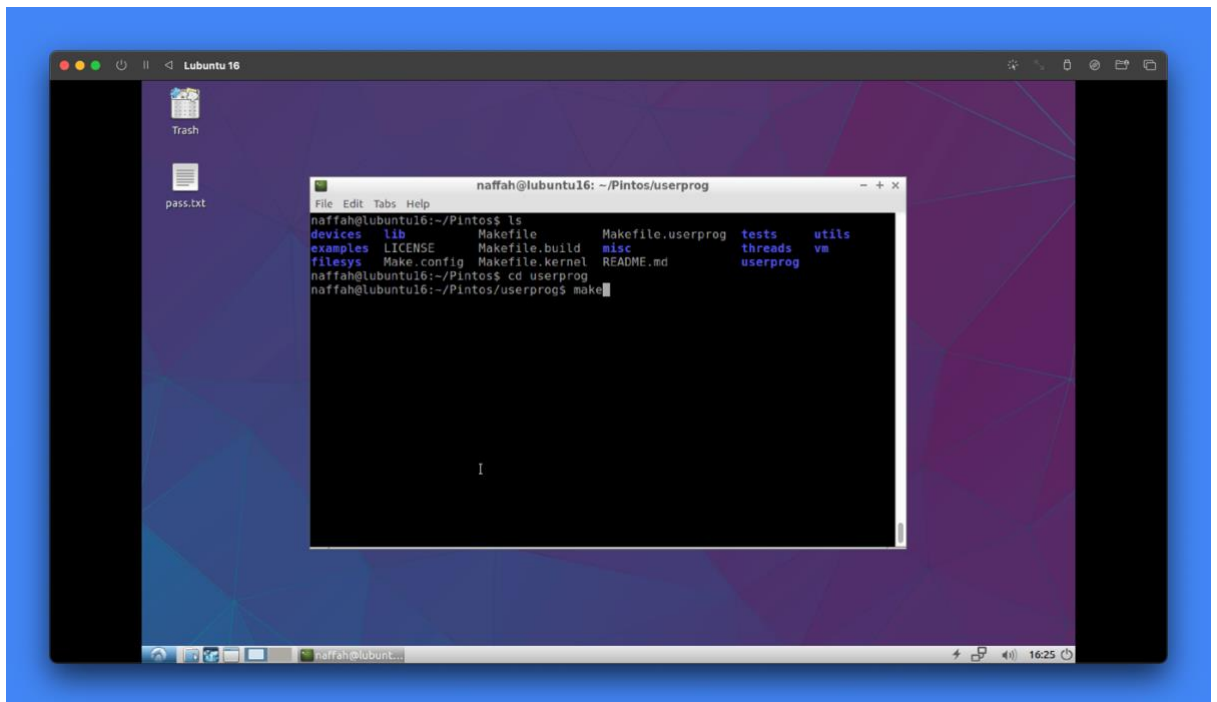 Lubuntu 16
Trash
pass.txt
naffah@lubuntu16: ~/Pintos/userprog
File Edit Tabs Help
naffah@lubuntu16:~/Pintos$ ls
devices lib Makefile Makefile.userprog tests utils
examples LICENSE Makefile.build misc threads vm
filesys Make.config Makefile.kernel README.md userprog
naffah@lubuntu16:~/Pintos$ cd userprog
naffah@lubuntu16:~/Pintos/userprog$ make
naffah@lubunt...
16:25